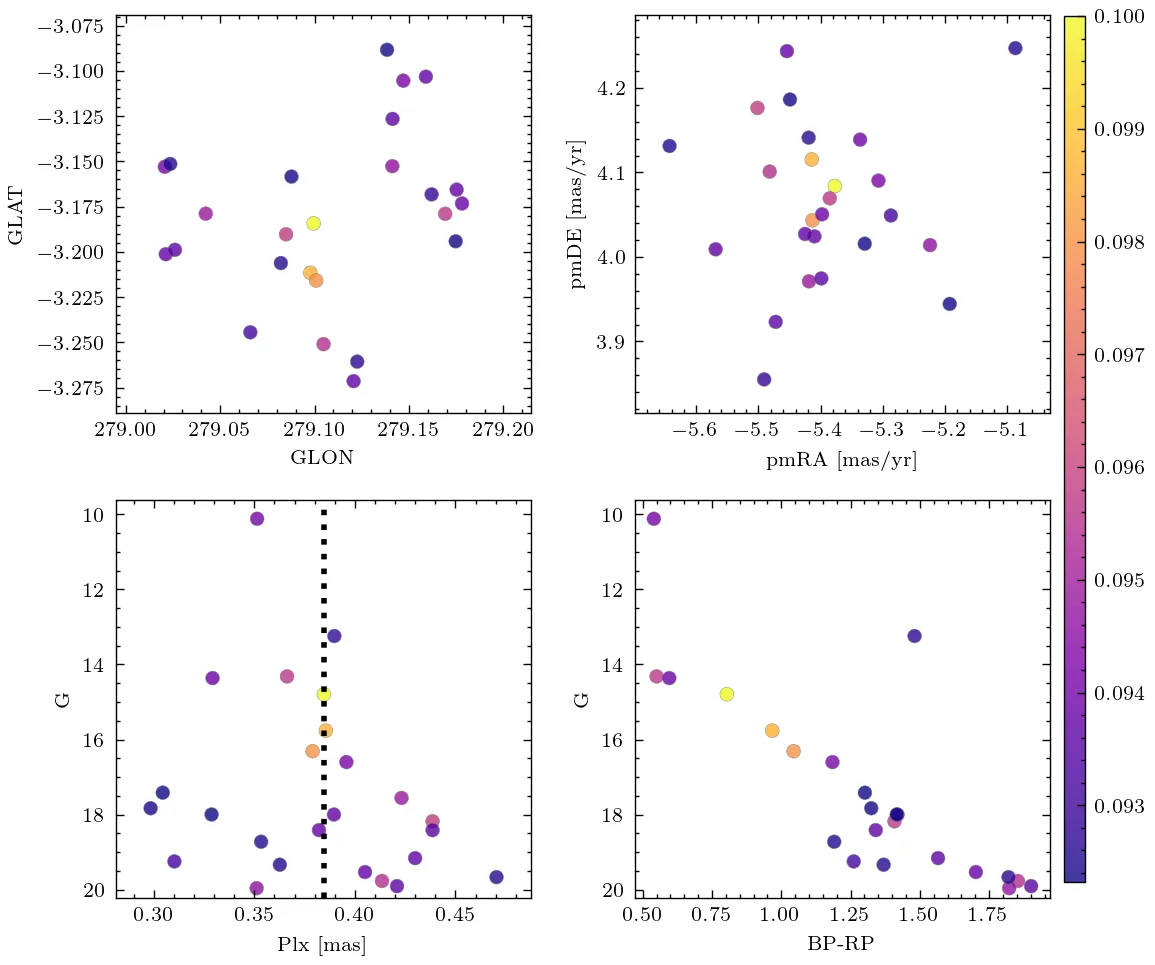 −3.075
−3.100
−3.125
−3.150
−3.175
−3.200
−3.225
−3.250
−3.275
GLAT
279.00 279.05 279.10 279.15 279.20
GLON
4.2
4.1
4.0
3.9
pmDE [mas/yr]
−5.6 −5.5 −5.4 −5.3 −5.2 −5.1
pmRA [mas/yr]
0.100
0.099
0.098
0.097
0.096
0.095
0.094
0.093
10
12
14
16
18
20
G
0.30 0.35 0.40 0.45
Plx [mas]
10
12
14
16
18
20
G
0.50 0.75 1.00 1.25 1.50 1.75
BP-RP